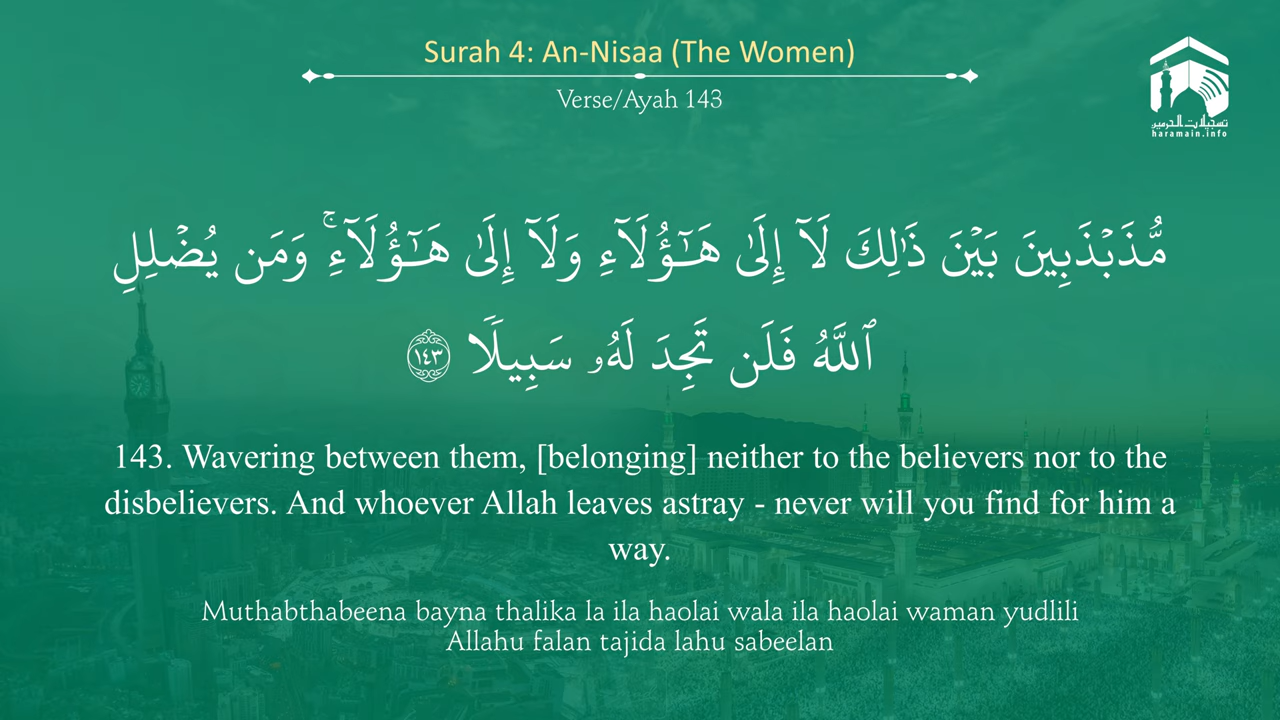 Surah 4: An-Nisaa (The Women)
Verse/Ayah 143
تسجيلات الحرمين
haramain.info
مُّذَبْذَبِينَ بَيْنَ ذَٰلِكَ لَآ إِلَىٰ هَـٰٓؤُلَآءِ وَلَآ إِلَىٰ هَـٰٓؤُلَآءِ ۚ وَمَن يُضْلِلِ
ٱللَّهُ فَلَن تَجِدَ لَهُۥ سَبِيلًا ١٤٣
143. Wavering between them, [belonging] neither to the believers nor to the
disbelievers. And whoever Allah leaves astray - never will you find for him a
way.
Muthabthabeena bayna thalika la ila haolai wala ila haolai waman yudlili
Allahu falan tajida lahu sabeelan